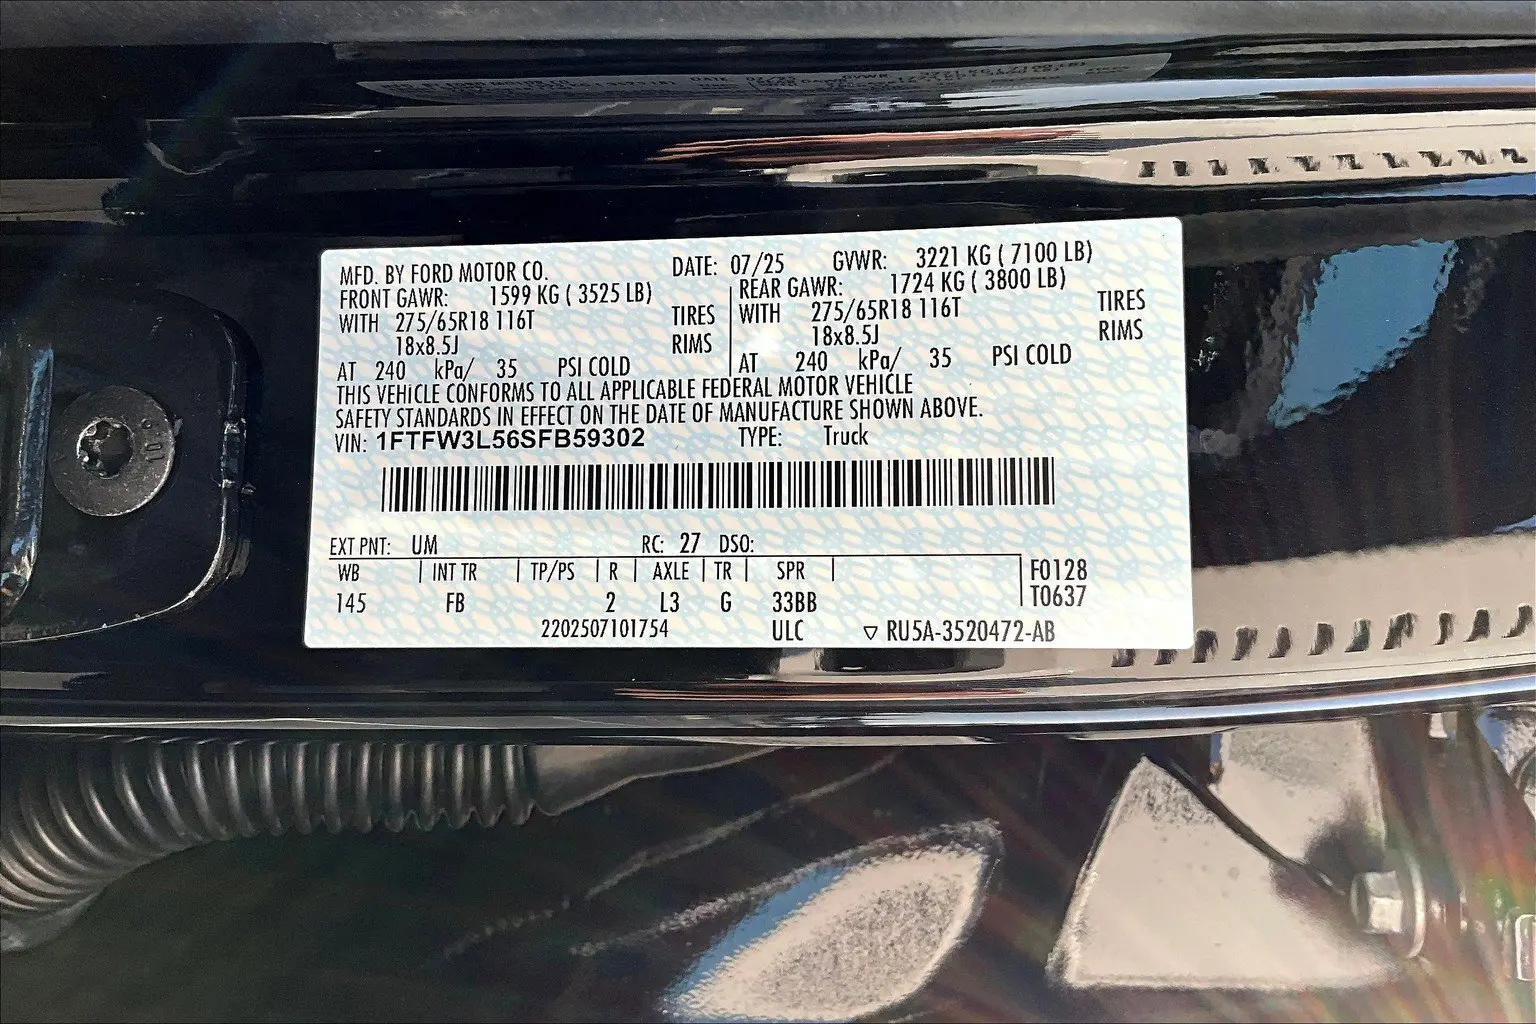 MFD. BY FORD MOTOR CO. DATE: 07/25 GVWR: 3221 KG ( 7100 LB)
FRONT GAWR: 1599 KG ( 3525 LB) REAR GAWR: 1724 KG ( 3800 LB)
WITH 275/65R18 116T TIRES WITH 275/65R18 116T TIRES
18x8.5J RIMS 18x8.5J RIMS
AT 240 kPa/ 35 PSI COLD AT 240 kPa/ 35 PSI COLD
THIS VEHICLE CONFORMS TO ALL APPLICABLE FEDERAL MOTOR VEHICLE
SAFETY STANDARDS IN EFFECT ON THE DATE OF MANUFACTURE SHOWN ABOVE.
VIN: 1FTFW3L56SFB59302 TYPE: Truck
EXT PNT: UM RC: 27 DSO:
WB INT TR TP/PS R AXLE TR SPR F0128
145 FB 2 L3 G 33BB T0637
2202507101754 ULC ▽ RU5A-3520472-AB